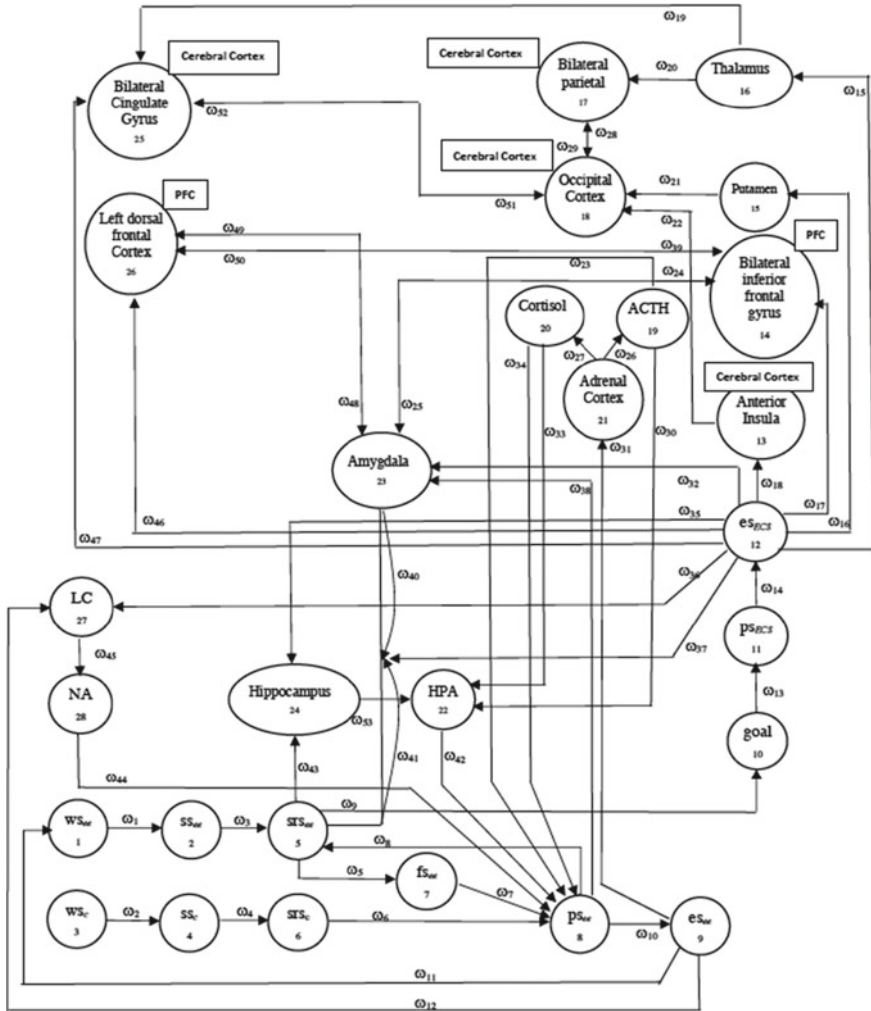 ω₁₉
Cerebral Cortex
Bilateral
Cingulate
Gyrus
25
Cerebral Cortex
Bilateral
parietal
17
ω₂₀
Thalamus
16
ω₁₅
ω₅₂
ω₂₉
ω₂₈
Cerebral Cortex
Occipital
Cortex
18
ω₅₁
ω₂₁
Putamen
15
ω₂₂
PFC
Left dorsal
frontal
Cortex
26
ω₄₉
ω₅₀
ω₃₉
ω₂₃
ω₂₄
PFC
Bilateral
inferior
frontal
gyrus
14
Cortisol
20
ACTH
19
ω₃₄
ω₂₇
ω₂₆
Adrenal
Cortex
21
Cerebral Cortex
Anterior
Insula
13
ω₄₈
ω₂₅
ω₃₃
ω₃₁
ω₃₀
Amygdala
23
ω₃₈
ω₃₂
ω₁₈
ω₁₇
ω₁₆
ω₄₇
ω₄₆
ω₃₅
es_ECS
12
ω₄₀
ω₃₆
ω₃₇
ω₁₄
LC
27
ps_ECS
11
ω₄₅
NA
28
Hippocampus
24
ω₅₃
HPA
22
ω₁₃
goal
10
ω₄₄
ω₄₃
ω₄₁
ω₄₂
ω₉
ws_ee
1
ω₁
ss_ee
2
ω₃
srs_ee
5
ω₈
ω₅
fs_ee
7
ω₇
ws_c
3
ω₂
ss_c
4
ω₄
srs_c
6
ω₆
ps_ee
8
ω₁₀
es_ee
9
ω₁₁
ω₁₂